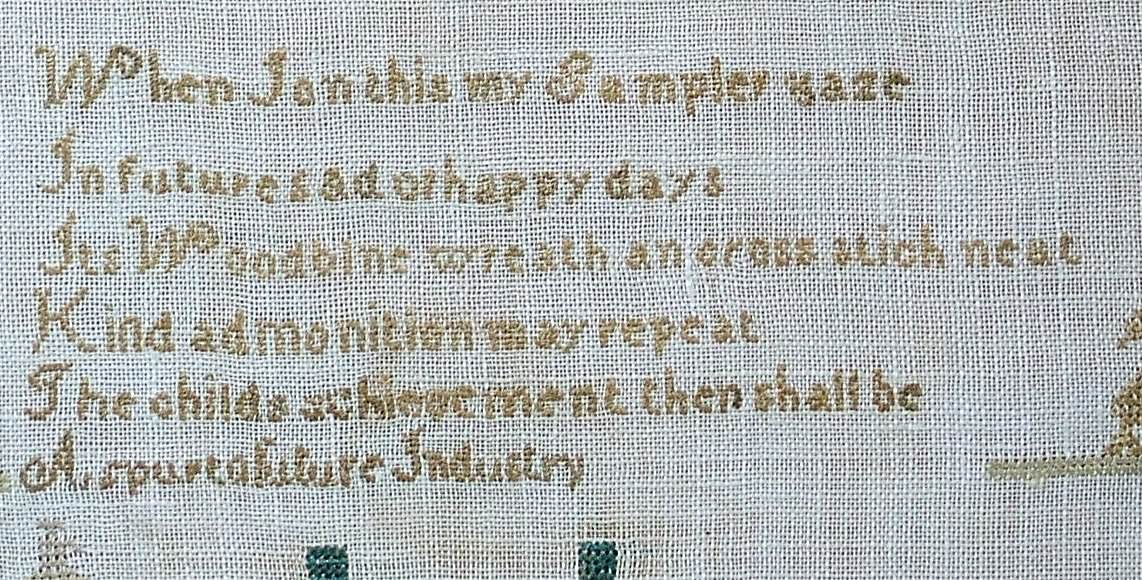 When I on this my Sampler gaze
In future sad or happy days
Its Woodbine wreath an cross stich neat
Kind admonition may repeat
The childs achievement then shall be
A spur to future Industry